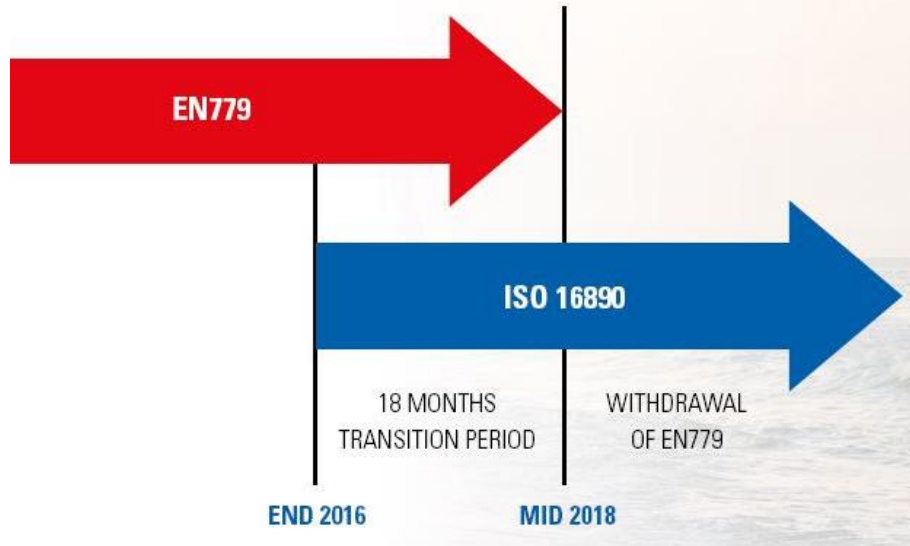 EN779
ISO 16890
18 MONTHS
TRANSITION PERIOD
WITHDRAWAL
OF EN779
END 2016
MID 2018